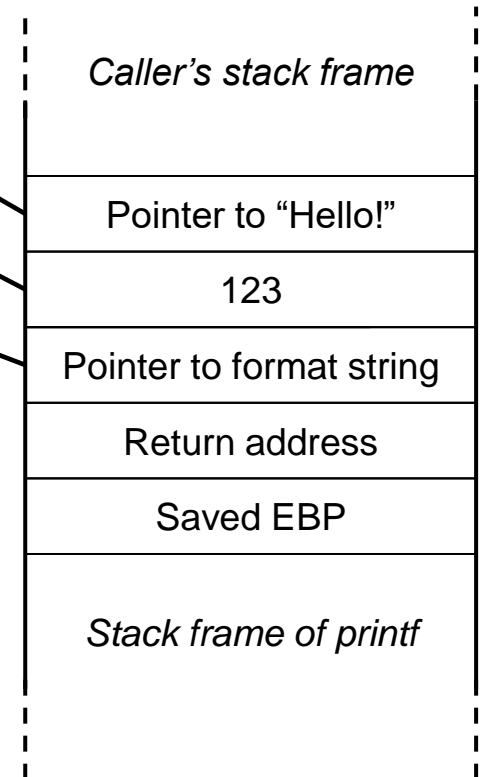 Caller’s stack frame
Pointer to “Hello!”
123
Pointer to format string
Return address
Saved EBP
Stack frame of printf